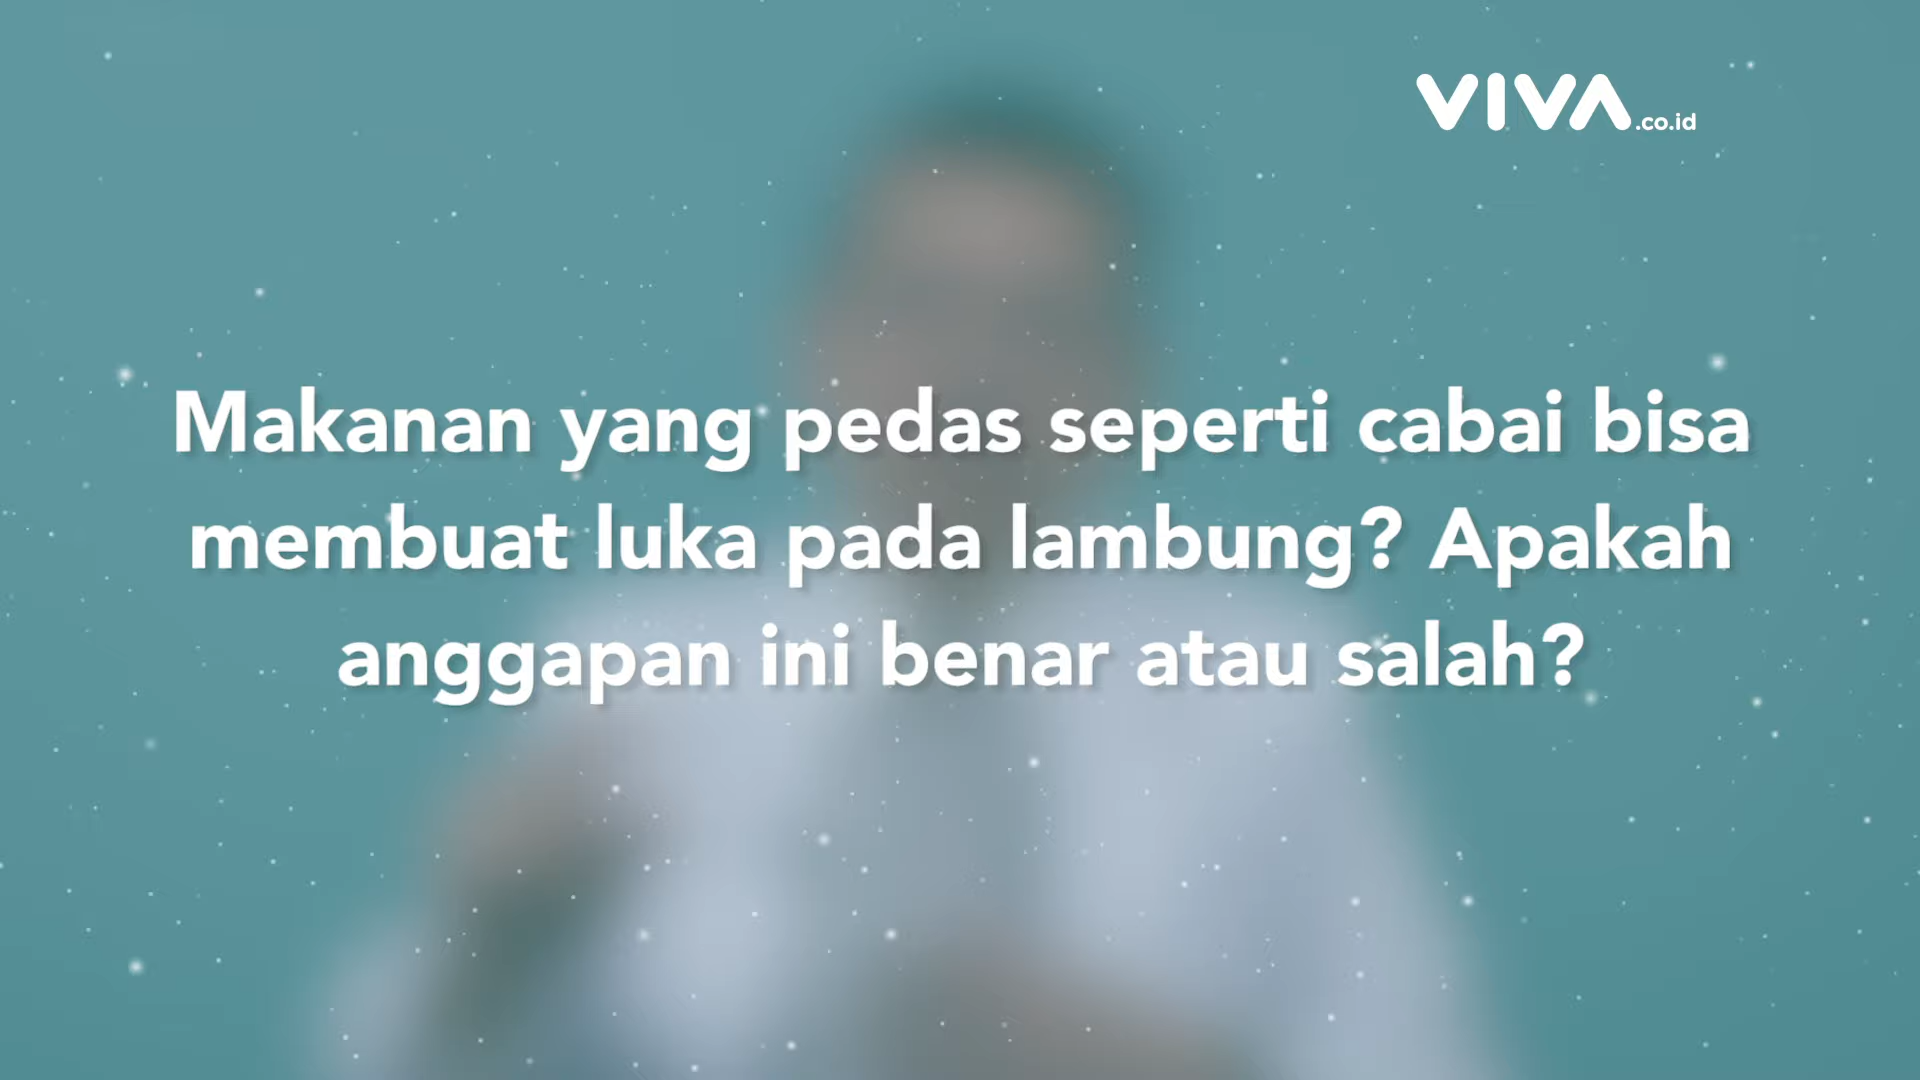 VIVA.co.id
Makanan yang pedas seperti cabai bisa
membuat luka pada lambung? Apakah
anggapan ini benar atau salah?